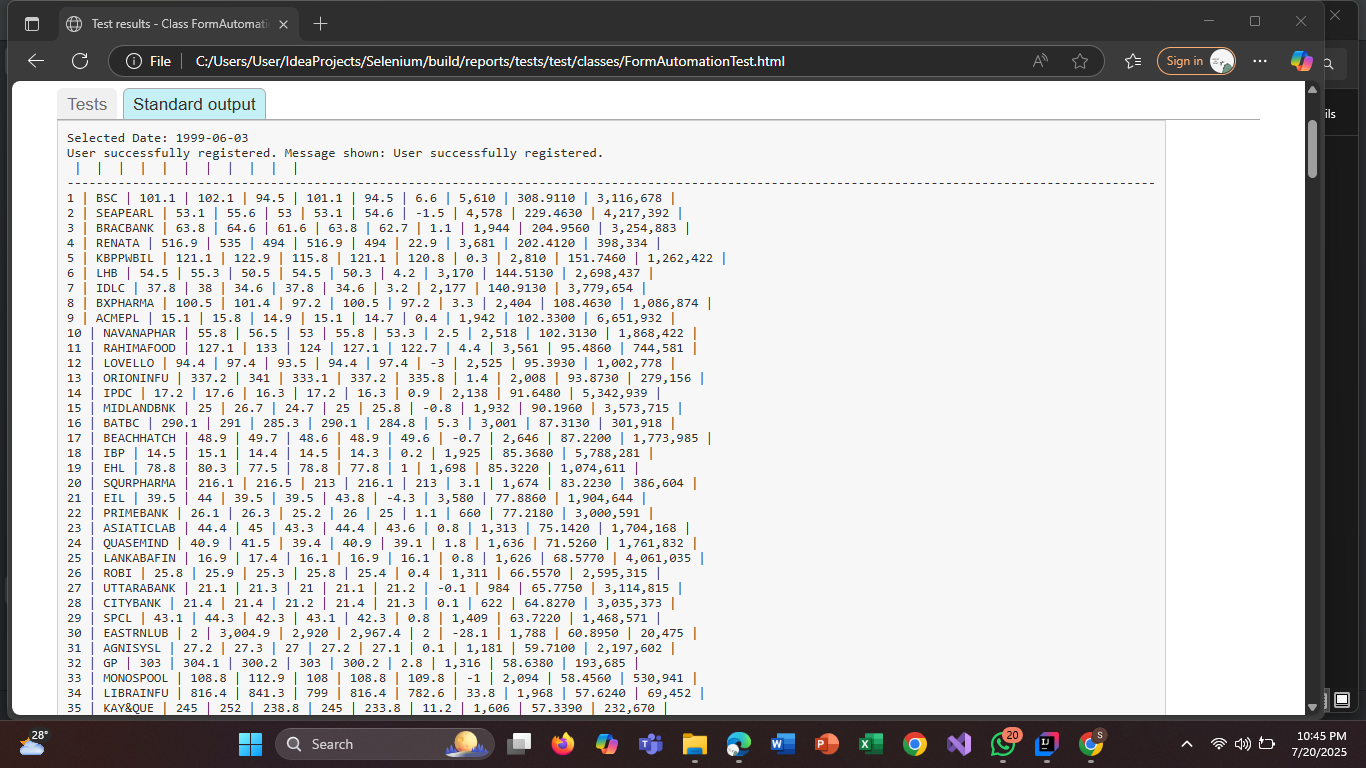 Test results - Class FormAutomati
File
C:/Users/User/IdeaProjects/Selenium/build/reports/tests/test/classes/FormAutomationTest.html
Sign in
ils
Tests
Standard output
Selected Date: 1999-06-03
User successfully registered. Message shown: User successfully registered.
| | | | | | | | | | |
-------------------------------------------------------------------------------------------------------------------------------------------------------
1 | BSC | 101.1 | 102.1 | 94.5 | 101.1 | 94.5 | 6.6 | 5,610 | 308.9110 | 3,116,678 |
2 | SEAPEARL | 53.1 | 55.6 | 53 | 53.1 | 54.6 | -1.5 | 4,578 | 229.4630 | 4,217,392 |
3 | BRACBANK | 63.8 | 64.6 | 61.6 | 63.8 | 62.7 | 1.1 | 1,944 | 204.9560 | 3,254,883 |
4 | RENATA | 516.9 | 535 | 494 | 516.9 | 494 | 22.9 | 3,681 | 202.4120 | 398,334 |
5 | KBPPWBIL | 121.1 | 122.9 | 115.8 | 121.1 | 120.8 | 0.3 | 2,810 | 151.7460 | 1,262,422 |
6 | LHB | 54.5 | 55.3 | 50.5 | 54.5 | 50.3 | 4.2 | 3,170 | 144.5130 | 2,698,437 |
7 | IDLC | 37.8 | 38 | 34.6 | 37.8 | 34.6 | 3.2 | 2,177 | 140.9130 | 3,779,654 |
8 | BXPHARMA | 100.5 | 101.4 | 97.2 | 100.5 | 97.2 | 3.3 | 2,404 | 108.4630 | 1,086,874 |
9 | ACMEPL | 15.1 | 15.8 | 14.9 | 15.1 | 14.7 | 0.4 | 1,942 | 102.3300 | 6,651,932 |
10 | NAVANAPHAR | 55.8 | 56.5 | 53 | 55.8 | 53.3 | 2.5 | 2,518 | 102.3130 | 1,868,422 |
11 | RAHIMAFOOD | 127.1 | 133 | 124 | 127.1 | 122.7 | 4.4 | 3,561 | 95.4860 | 744,581 |
12 | LOVELLO | 94.4 | 97.4 | 93.5 | 94.4 | 97.4 | -3 | 2,525 | 95.3930 | 1,002,778 |
13 | ORIONINFU | 337.2 | 341 | 333.1 | 337.2 | 335.8 | 1.4 | 2,008 | 93.8730 | 279,156 |
14 | IPDC | 17.2 | 17.6 | 16.3 | 17.2 | 16.3 | 0.9 | 2,138 | 91.6480 | 5,342,939 |
15 | MIDLANDBNK | 25 | 26.7 | 24.7 | 25 | 25.8 | -0.8 | 1,932 | 90.1960 | 3,573,715 |
16 | BATBC | 290.1 | 291 | 285.3 | 290.1 | 284.8 | 5.3 | 3,001 | 87.3130 | 301,918 |
17 | BEACHHATCH | 48.9 | 49.7 | 48.6 | 48.9 | 49.6 | -0.7 | 2,646 | 87.2200 | 1,773,985 |
18 | IBP | 14.5 | 15.1 | 14.4 | 14.5 | 14.3 | 0.2 | 1,925 | 85.3680 | 5,788,281 |
19 | EHL | 78.8 | 80.3 | 77.5 | 78.8 | 77.8 | 1 | 1,698 | 85.3220 | 1,074,611 |
20 | SQURPHARMA | 216.1 | 216.5 | 213 | 216.1 | 213 | 3.1 | 1,674 | 83.2230 | 386,604 |
21 | EIL | 39.5 | 44 | 39.5 | 39.5 | 43.8 | -4.3 | 3,580 | 77.8860 | 1,904,644 |
22 | PRIMEBANK | 26.1 | 26.3 | 25.2 | 26 | 25 | 1.1 | 660 | 77.2180 | 3,000,591 |
23 | ASIATICLAB | 44.4 | 45 | 43.3 | 44.4 | 43.6 | 0.8 | 1,313 | 75.1420 | 1,704,168 |
24 | QUASEMIND | 40.9 | 41.5 | 39.4 | 40.9 | 39.1 | 1.8 | 1,636 | 71.5260 | 1,761,832 |
25 | LANKABAFIN | 16.9 | 17.4 | 16.1 | 16.9 | 16.1 | 0.8 | 1,626 | 68.5770 | 4,061,035 |
26 | ROBI | 25.8 | 25.9 | 25.3 | 25.8 | 25.4 | 0.4 | 1,311 | 66.5570 | 2,595,315 |
27 | UTTARABANK | 21.1 | 21.3 | 21 | 21.1 | 21.2 | -0.1 | 984 | 65.7750 | 3,114,815 |
28 | CITYBANK | 21.4 | 21.4 | 21.2 | 21.4 | 21.3 | 0.1 | 622 | 64.8270 | 3,035,373 |
29 | SPCL | 43.1 | 44.3 | 42.3 | 43.1 | 42.3 | 0.8 | 1,409 | 63.7220 | 1,468,571 |
30 | EASTRNLUB | 2 | 3,004.9 | 2,920 | 2,967.4 | 2 | -28.1 | 1,788 | 60.8950 | 20,475 |
31 | AGNISYSL | 27.2 | 27.3 | 27 | 27.2 | 27.1 | 0.1 | 1,181 | 59.7100 | 2,197,602 |
32 | GP | 303 | 304.1 | 300.2 | 303 | 300.2 | 2.8 | 1,316 | 58.6380 | 193,685 |
33 | MONOSPOOL | 108.8 | 112.9 | 108 | 108.8 | 109.8 | -1 | 2,094 | 58.4560 | 530,941 |
34 | LIBRAINFU | 816.4 | 841.3 | 799 | 816.4 | 782.6 | 33.8 | 1,968 | 57.6240 | 69,452 |
35 | KAY&QUE | 245 | 252 | 238.8 | 245 | 233.8 | 11.2 | 1,606 | 57.3390 | 232,670 |
28°
Search
20
S
10:45 PM
7/20/2025